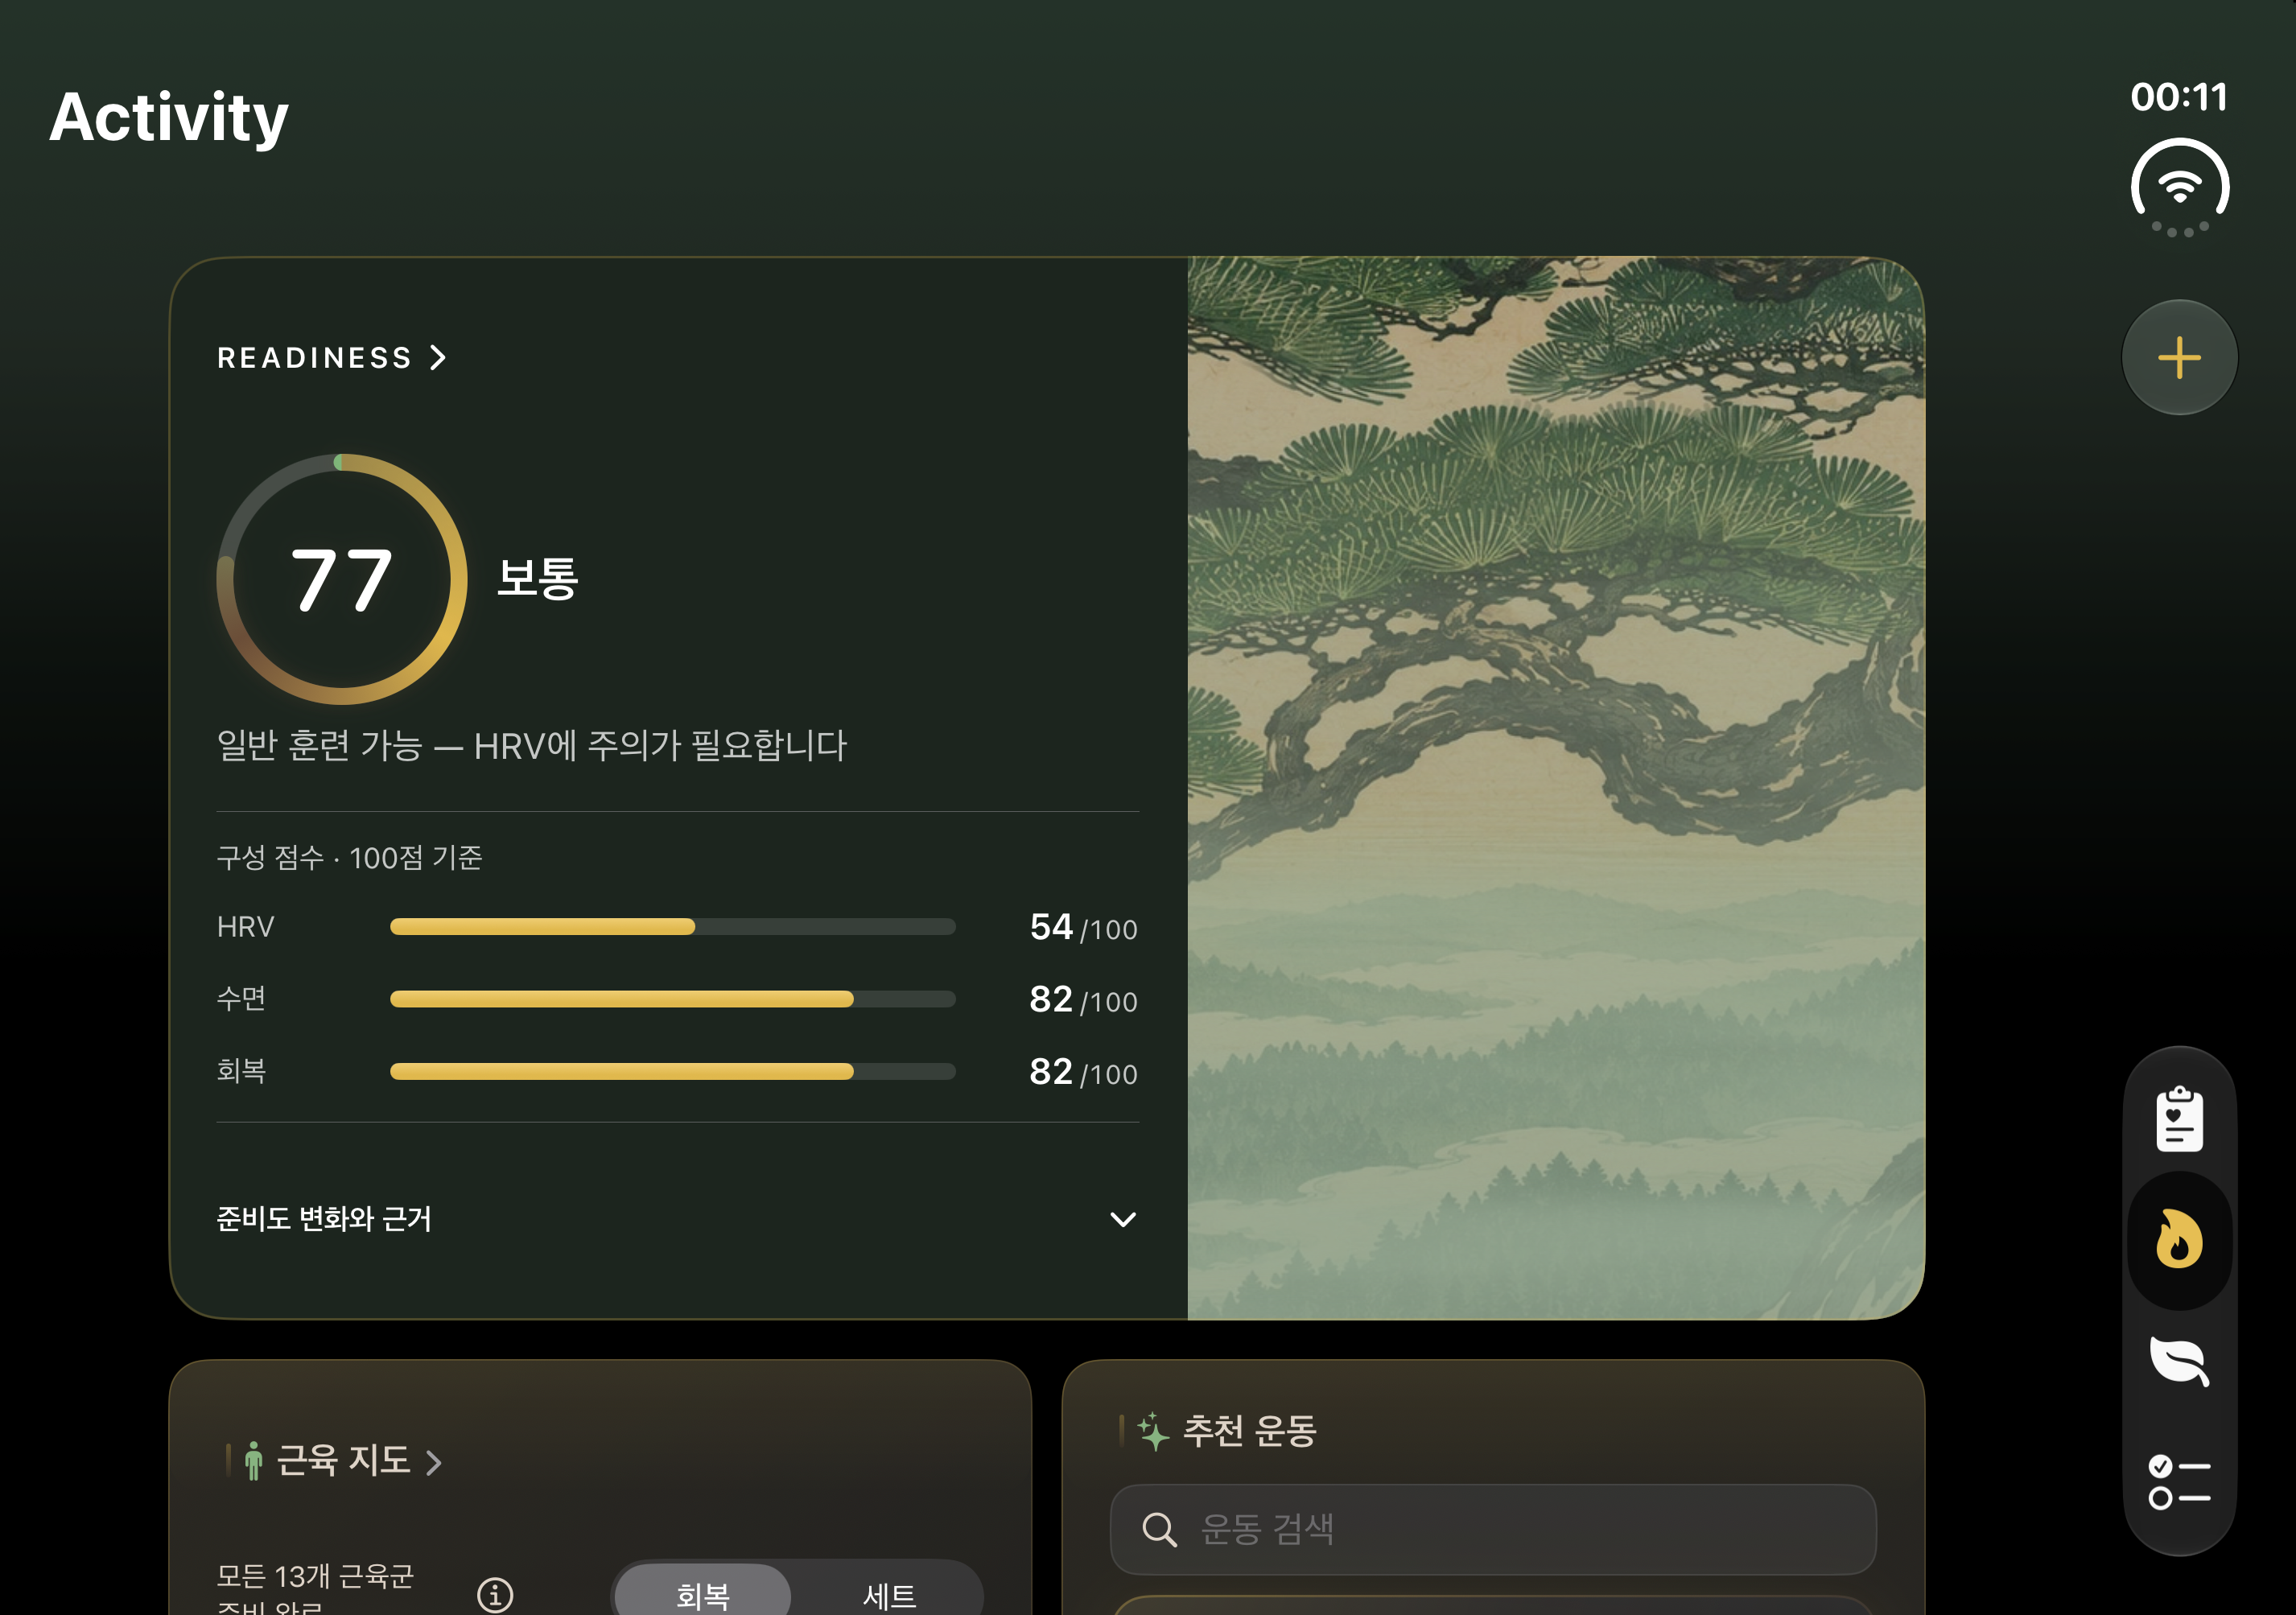 Activity
00:11
READINESS
77
보통
일반 훈련 가능 — HRV에 주의가 필요합니다
구성 점수 · 100점 기준
HRV 54 /100
수면 82 /100
회복 82 /100
준비도 변화와 근거
근육 지도
모든 13개 근육군
회복 세트
추천 운동
운동 검색